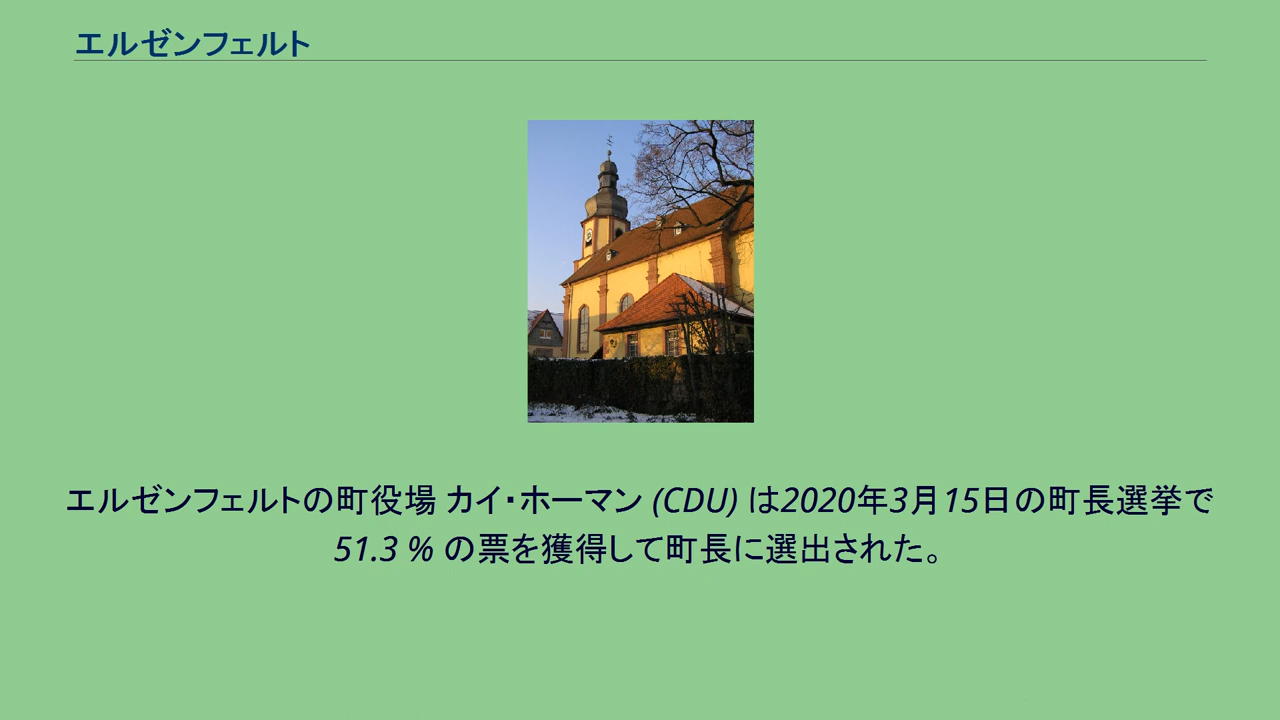 エルゼンフェルト
エルゼンフェルトの町役場 カイ・ホーマン (CDU) は2020年3月15日の町長選挙で
51.3 % の票を獲得して町長に選出された。